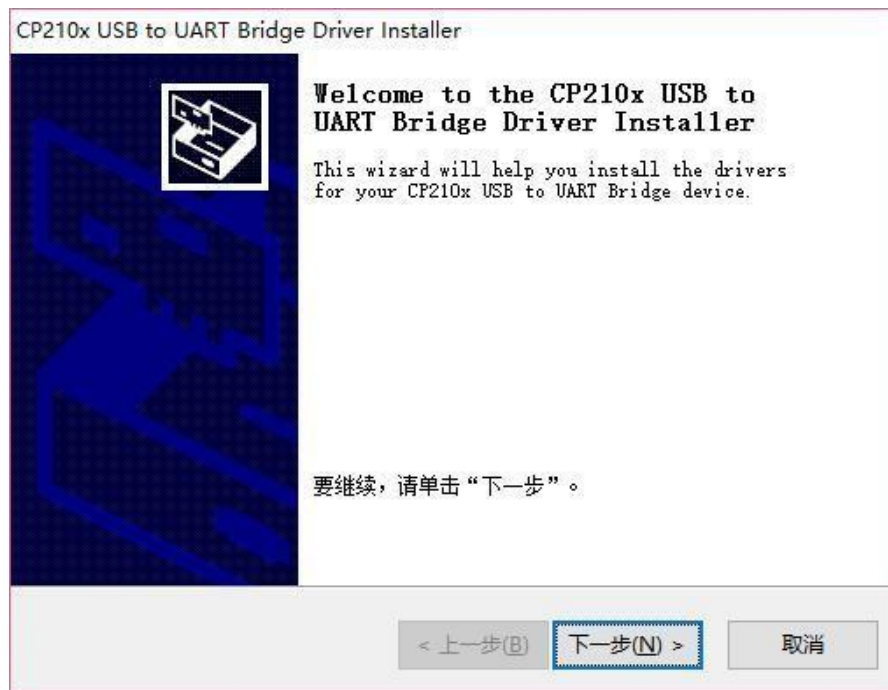 CP210x USB to UART Bridge Driver Installer
Welcome to the CP210x USB to
UART Bridge Driver Installer
This wizard will help you install the drivers
for your CP210x USB to UART Bridge device.
要继续，请单击“下一步”。
< 上一步(B)
下一步(N) >
取消